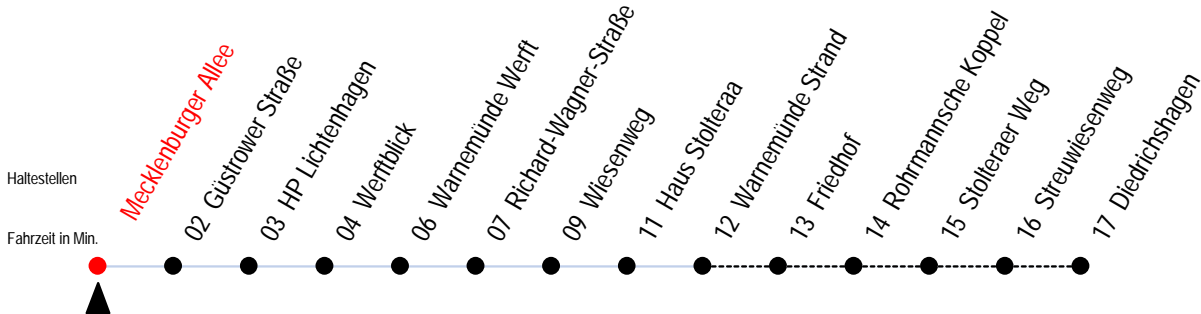 Haltestellen
Fahrzeit in Min.
Mecklenburger Allee
02 Güstrower Straße
03 HP Lichtenhagen
04 Werftblick
06 Warnemünde Werft
07 Richard-Wagner-Straße
09 Wiesenweg
11 Haus Stolteraa
12 Warnemünde Strand
13 Friedhof
14 Rohrmannsche Koppel
15 Stolteraer Weg
16 Streuwiesenweg
17 Diedrichshagen